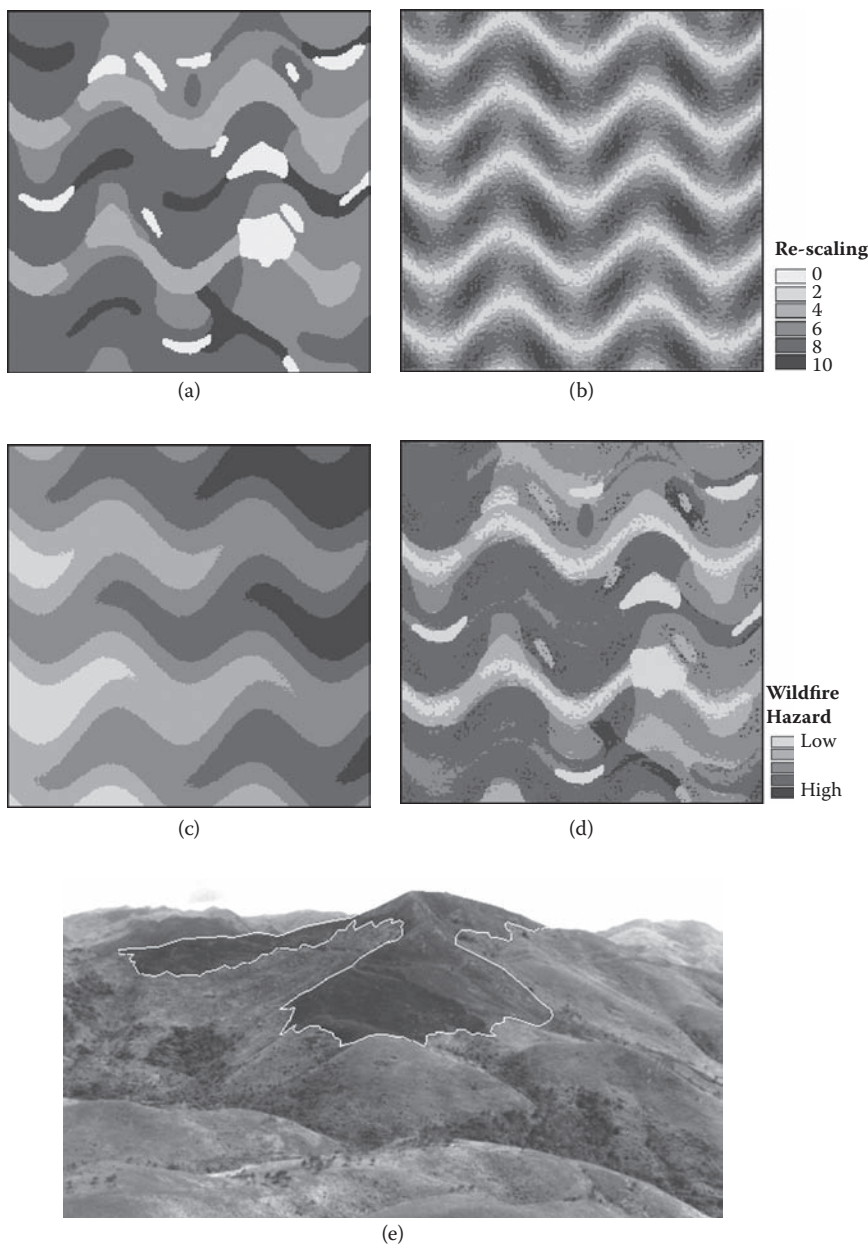 Re-scaling
0
2
4
6
8
10
(a)
(b)
Wildfire
Hazard
Low
High
(c)
(d)
(e)